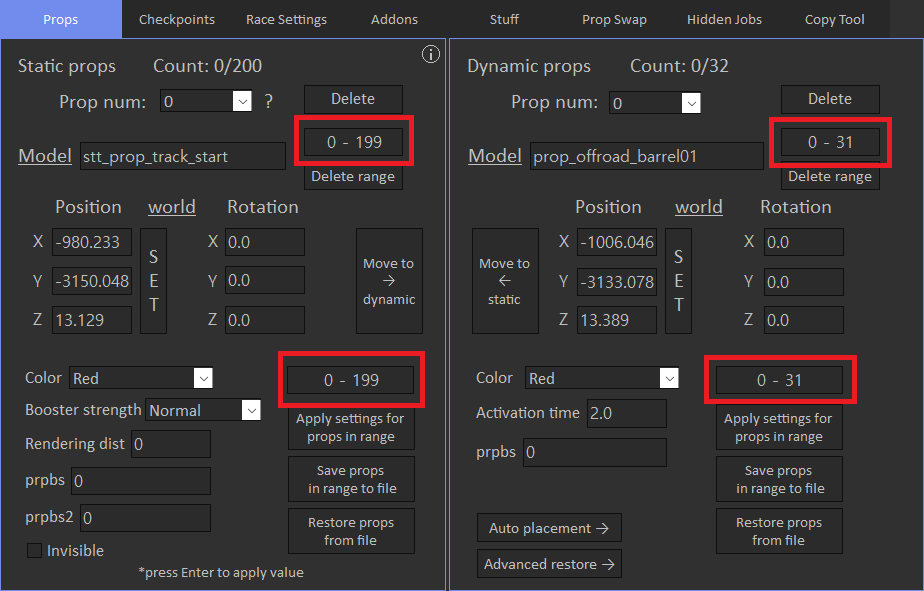 Props Checkpoints Race Settings Addons Stuff Prop Swap Hidden Jobs Copy Tool
Static props Count: 0/200
Prop num: 0 ? Delete
0 - 199
Model stt_prop_track_start
Delete range
Position world Rotation
X -980.233 X 0.0
Y -3150.048 Y 0.0
Z 13.129 Z 0.0
S
E
T
Move to
→
dynamic
Color Red
0 - 199
Booster strength Normal
Apply settings for
props in range
Rendering dist 0
prpbs 0
Save props
in range to file
prpbs2 0
Restore props
from file
Invisible
*press Enter to apply value
Dynamic props Count: 0/32
Prop num: 0 Delete
0 - 31
Model prop_offroad_barrel01
Delete range
Position world Rotation
Move to
←
static
X -1006.046 X 0.0
Y -3133.078 Y 0.0
Z 13.389 Z 0.0
S
E
T
Color Red
0 - 31
Activation time 2.0
Apply settings for
props in range
prpbs 0
Save props
in range to file
Auto placement →
Restore props
from file
Advanced restore →